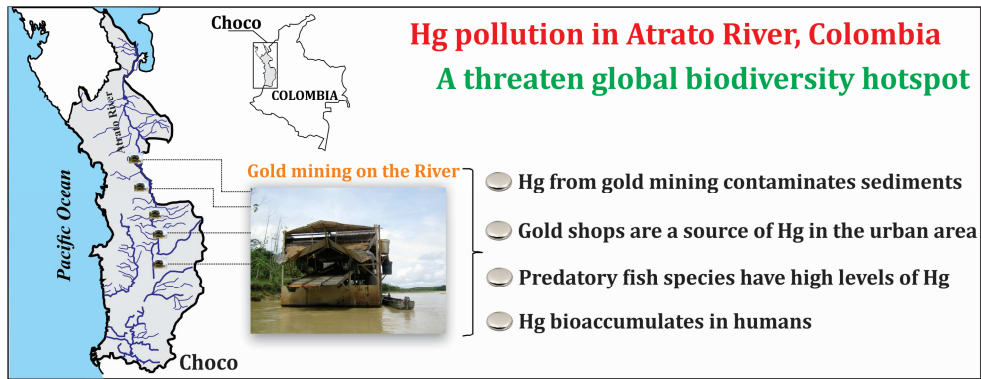 Choco
COLOMBIA
Hg pollution in Atrato River, Colombia
A threaten global biodiversity hotspot
Atrato River
Pacific Ocean
Choco
Gold mining on the River
Hg from gold mining contaminates sediments
Gold shops are a source of Hg in the urban area
Predatory fish species have high levels of Hg
Hg bioaccumulates in humans